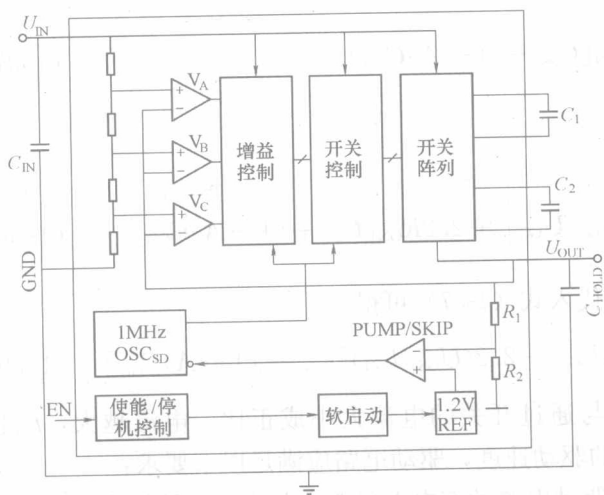 U_IN
V_A
V_B
V_C
增益
控制
开关
控制
开关
阵列
C_1
C_2
C_IN
GND
U_OUT
C_HOLD
R_1
R_2
PUMP/SKIP
1MHz
OSC_SD
EN
使能/停
机控制
软启动
1.2V
REF